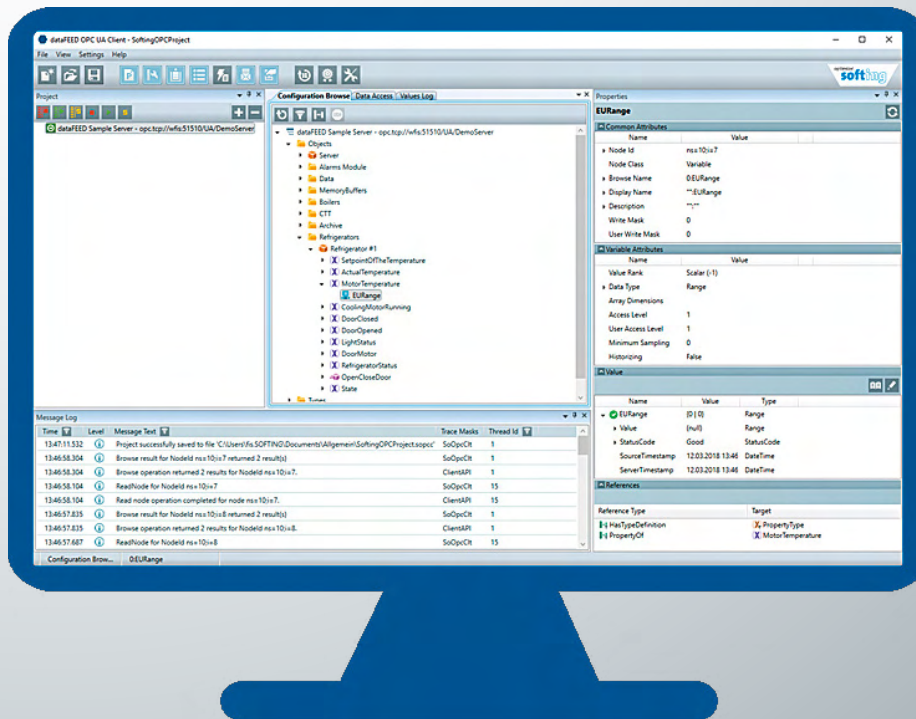 dataFEED OPC UA Client - SoftingOPCProject
File View Settings Help
softing
Project
dataFEED Sample Server - opc.tcp://wfis:51510/UA/DemoServer
Configuration Browse Data Access Values Log
dataFEED Sample Server - opc.tcp://wfis:51510/UA/DemoServer
Objects
Server
Alarms Module
Data
MemoryBuffers
Boilers
CTT
Archive
Refrigerators
Refrigerator #1
SetpointOfTheTemperature
ActualTemperature
MotorTemperature
EURange
CoolingMotorRunning
DoorClosed
DoorOpened
LightStatus
DoorMotor
RefrigeratorStatus
OpenCloseDoor
State
Types
Properties
EURange
Common Attributes
Name Value
Node Id ns=10;i=7
Node Class Variable
Browse Name 0:EURange
Display Name "":EURange
Description "":""
Write Mask 0
User Write Mask 0
Variable Attributes
Name Value
Value Rank Scalar (-1)
Data Type Range
Array Dimensions
Access Level 1
User Access Level 1
Minimum Sampling 0
Historizing False
Value
Name Value Type
EURange {0 | 0} Range
Value {null} Range
StatusCode Good StatusCode
SourceTimestamp 12.03.2018 13:46 DateTime
ServerTimestamp 12.03.2018 13:46 DateTime
References
Reference Type Target
HasTypeDefinition PropertyType
PropertyOf MotorTemperature
Message Log
Time Level Message Text Trace Masks Thread Id
13:47:11.532 Project successfully saved to file 'C:\Users\fis.SOFTING\Documents\Allgemein\SoftingOPCProject.sopcc' SoOpcClt 1
13:46:58.304 Browse result for NodeId ns=10;i=7 returned 2 result(s) SoOpcClt 1
13:46:58.304 Browse operation returned 2 results for NodeId ns=10;i=7. ClientAPI 1
13:46:58.104 ReadNode for NodeId ns=10;i=7 SoOpcClt 15
13:46:58.104 Read node operation completed for node ns=10;i=7. ClientAPI 15
13:46:57.835 Browse result for NodeId ns=10;i=8 returned 2 result(s) SoOpcClt 1
13:46:57.835 Browse operation returned 2 results for NodeId ns=10;i=8. ClientAPI 1
13:46:57.687 ReadNode for NodeId ns=10;i=8 SoOpcClt 15
Configuration Brow... 0:EURange